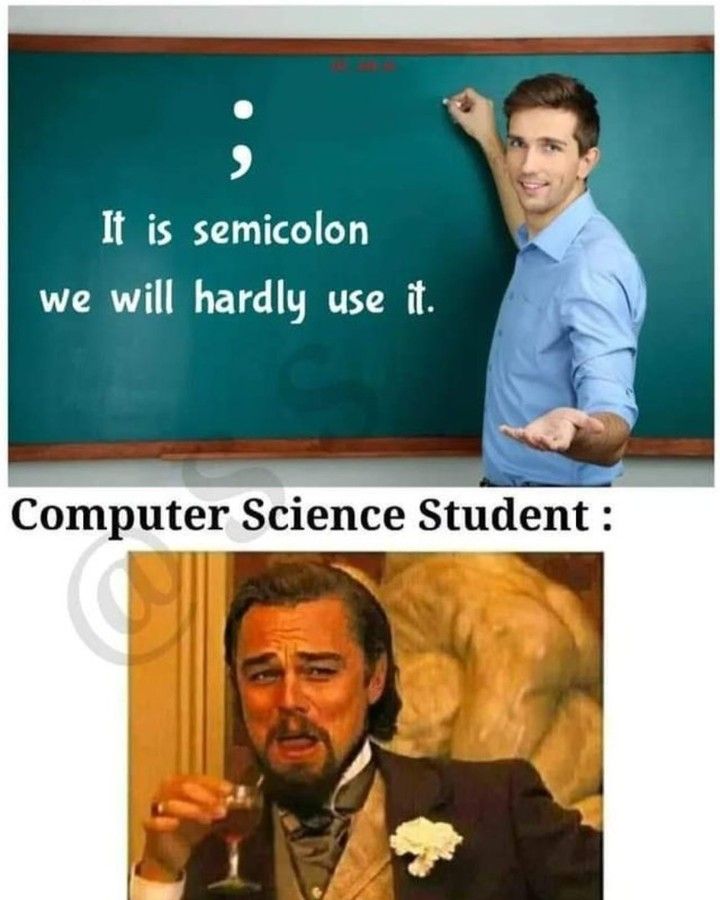 ;
It is semicolon
we will hardly use it.
Computer Science Student :
@S S